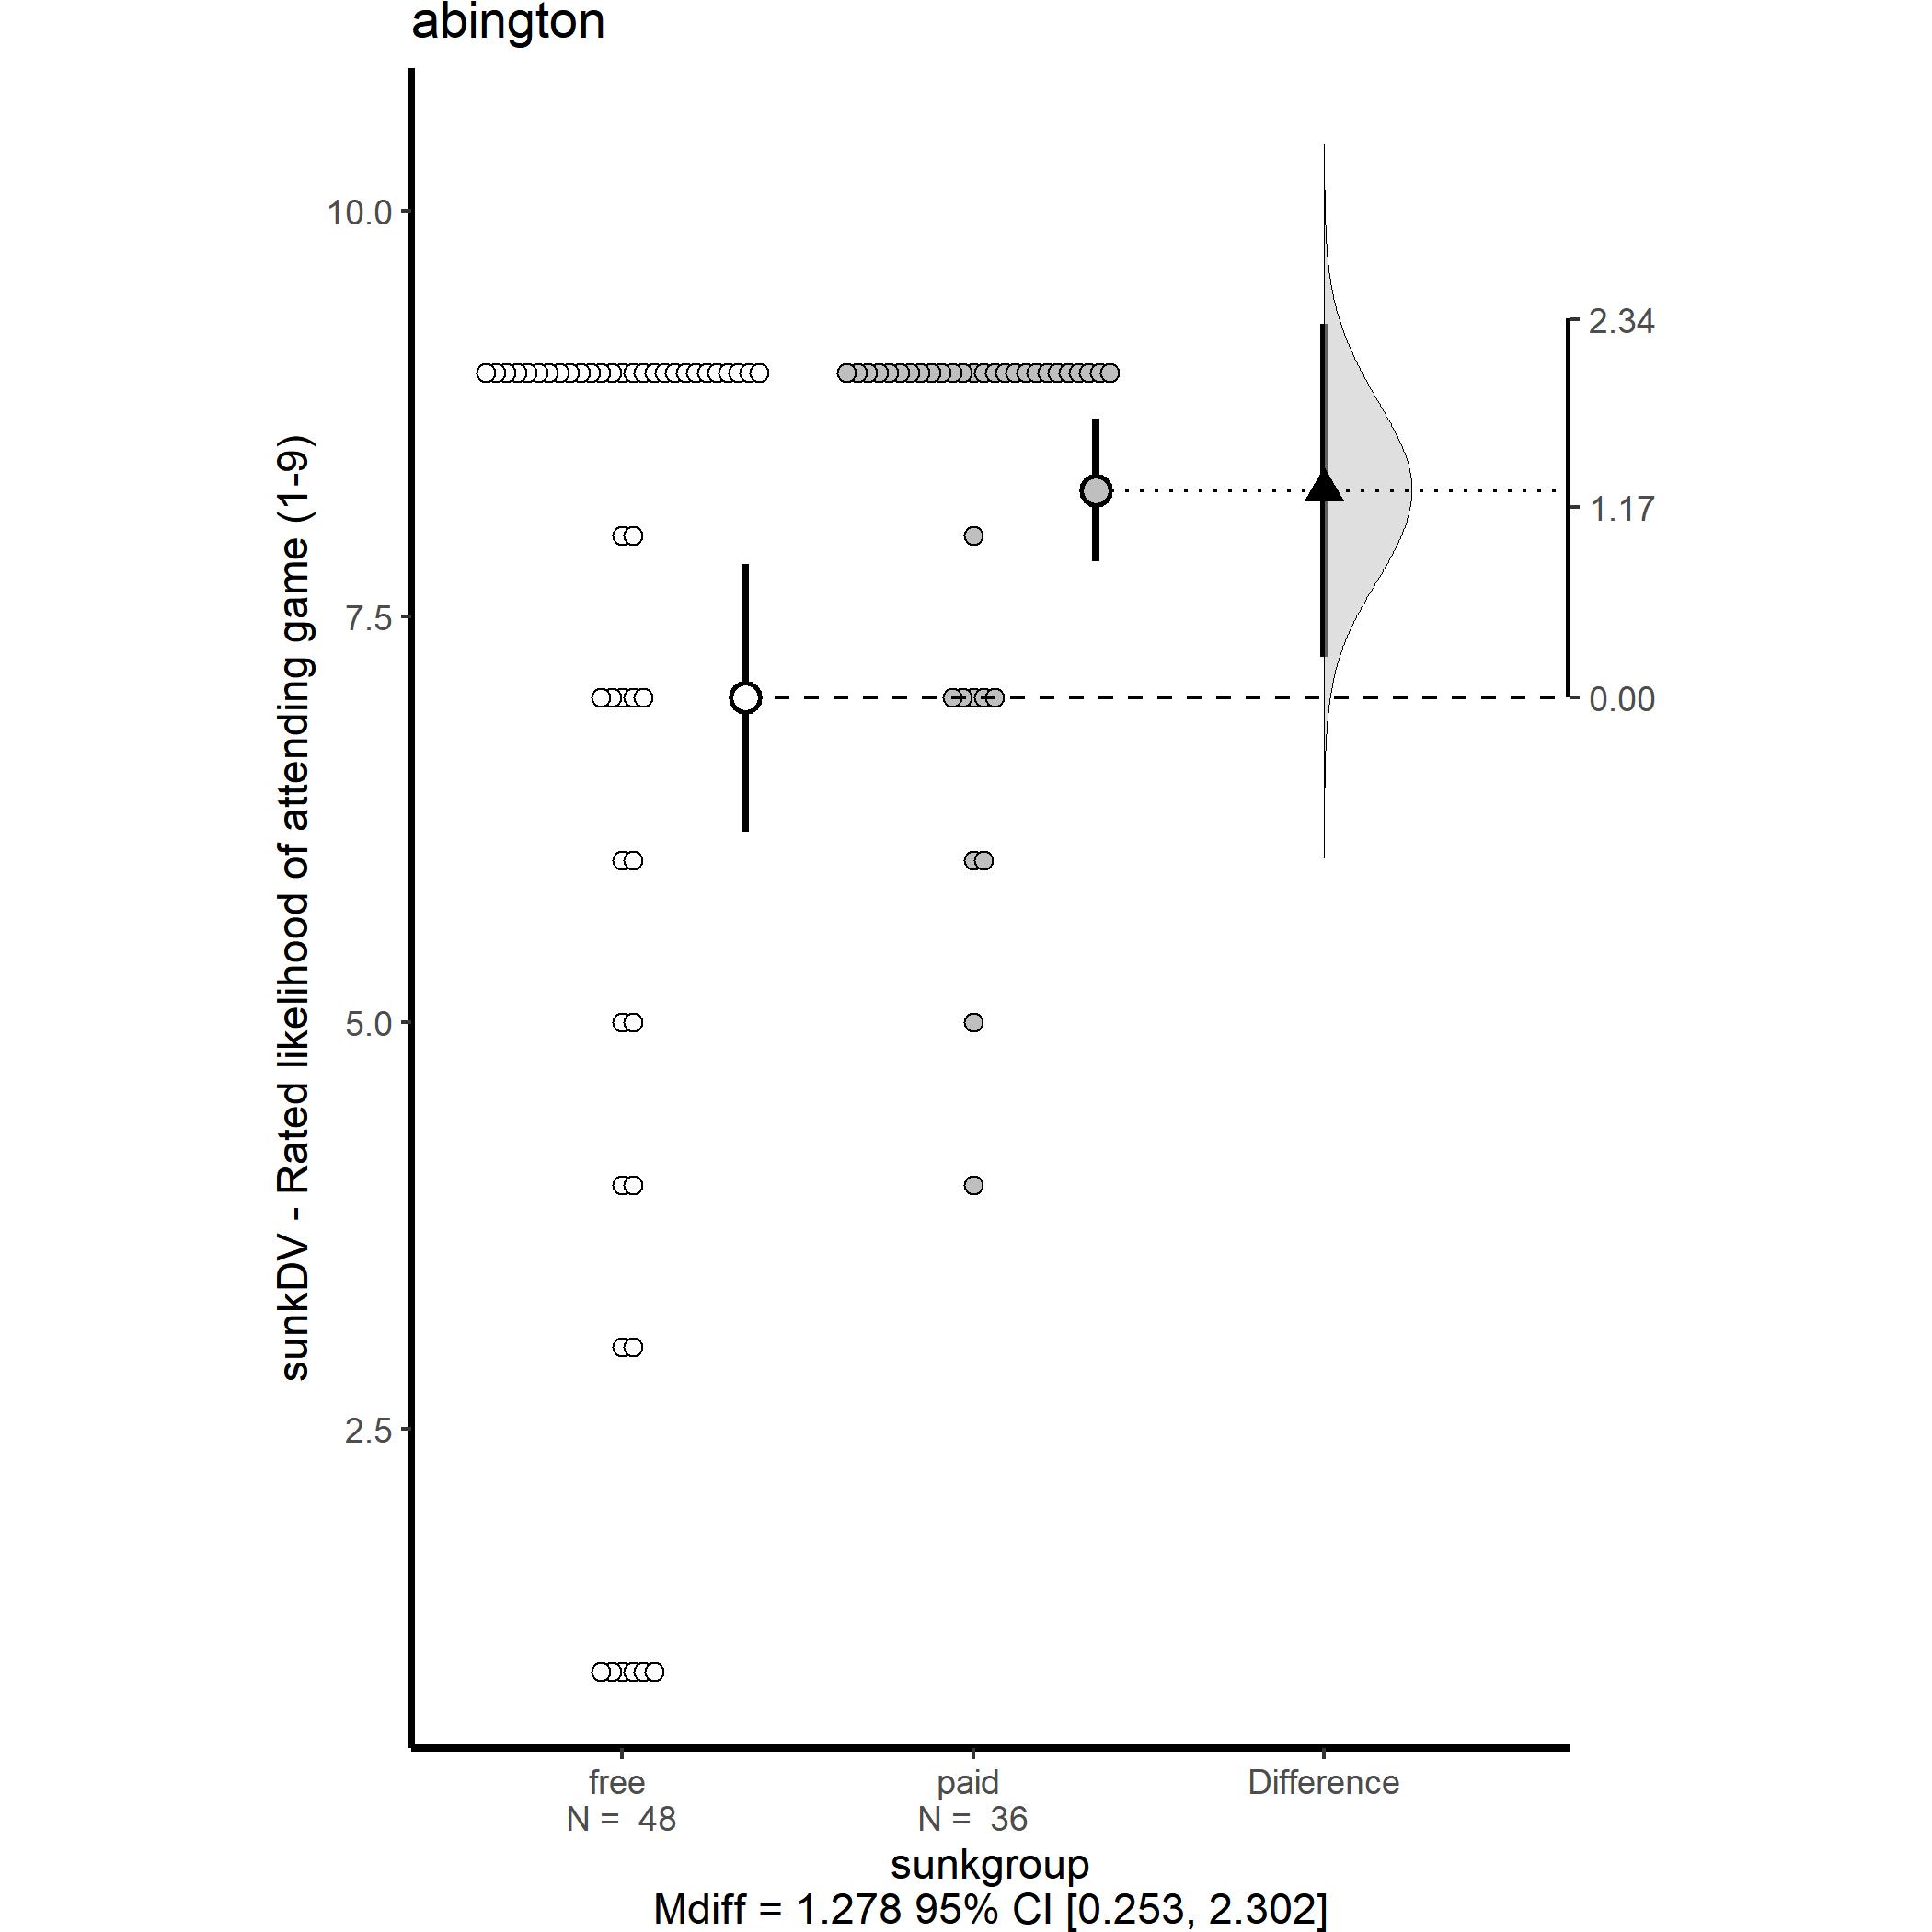 abington
sunkDV - Rated likelihood of attending game (1-9)
10.0
7.5
5.0
2.5
2.34
1.17
0.00
free
N =  48
paid
N =  36
Difference
sunkgroup
Mdiff = 1.278 95% CI [0.253, 2.302]